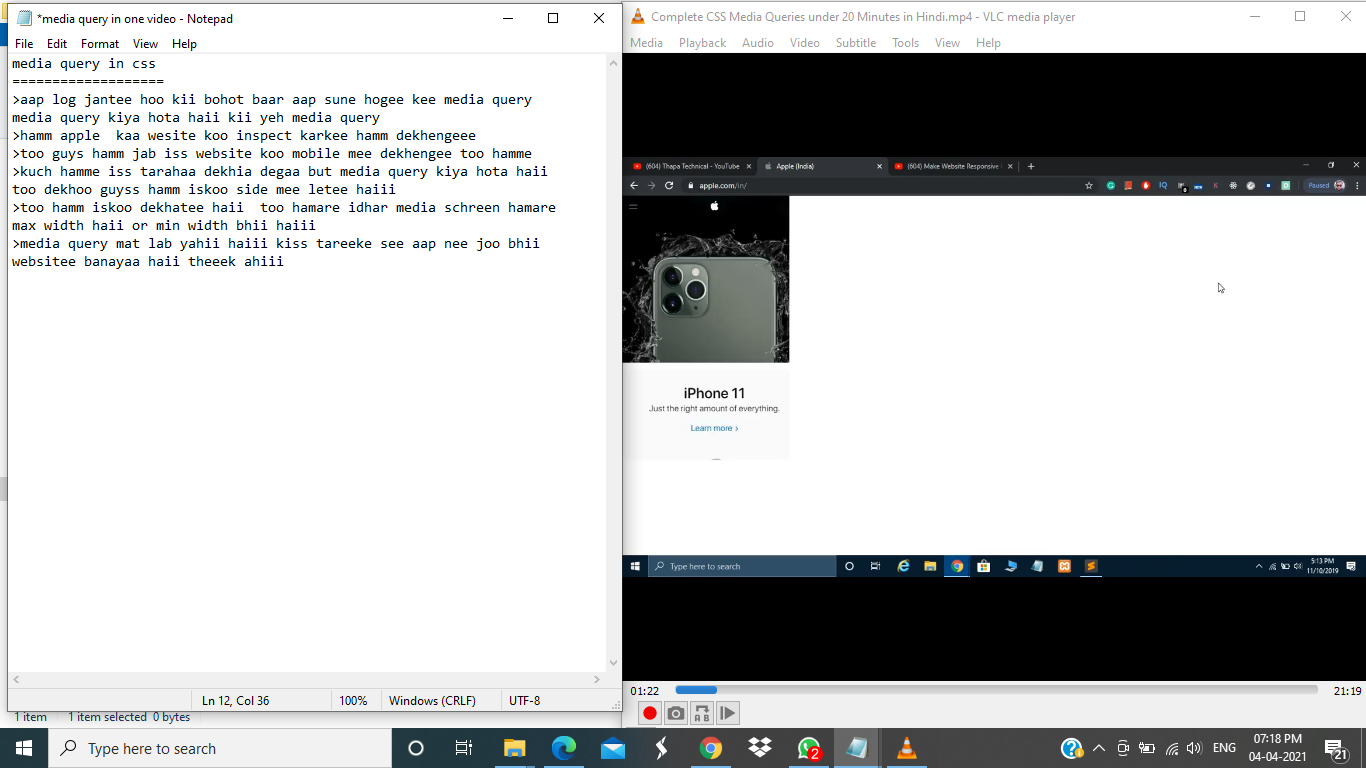 *media query in one video - Notepad
File Edit Format View Help
media query in css
===================
>aap log jantee hoo kii bohot baar aap sune hogee kee media query
media query kiya hota haii kii yeh media query
>hamm apple  kaa wesite koo inspect karkee hamm dekhengeee
>too guys hamm jab iss website koo mobile mee dekhengee too hamme
>kuch hamme iss tarahaa dekhia degaa but media query kiya hota haii
too dekhoo guyss hamm iskoo side mee letee haiii
>too hamm iskoo dekhatee haii  too hamare idhar media schreen hamare
max width haii or min width bhii haiii
>media query mat lab yahii haiii kiss tareeke see aap nee joo bhii
websitee banayaa haii theeek ahiii
Ln 12, Col 36 100% Windows (CRLF) UTF-8
1 item 1 item selected 0 bytes
Complete CSS Media Queries under 20 Minutes in Hindi.mp4 - VLC media player
Media Playback Audio Video Subtitle Tools View Help
(604) Thapa Technical - YouTube Apple (India) (604) Make Website Responsive
apple.com/in/ Paused
iPhone 11
Just the right amount of everything.
Learn more >
Type here to search 5:13 PM
11/10/2019
01:22 21:19
A B
Type here to search 2 ENG 07:18 PM
04-04-2021 21